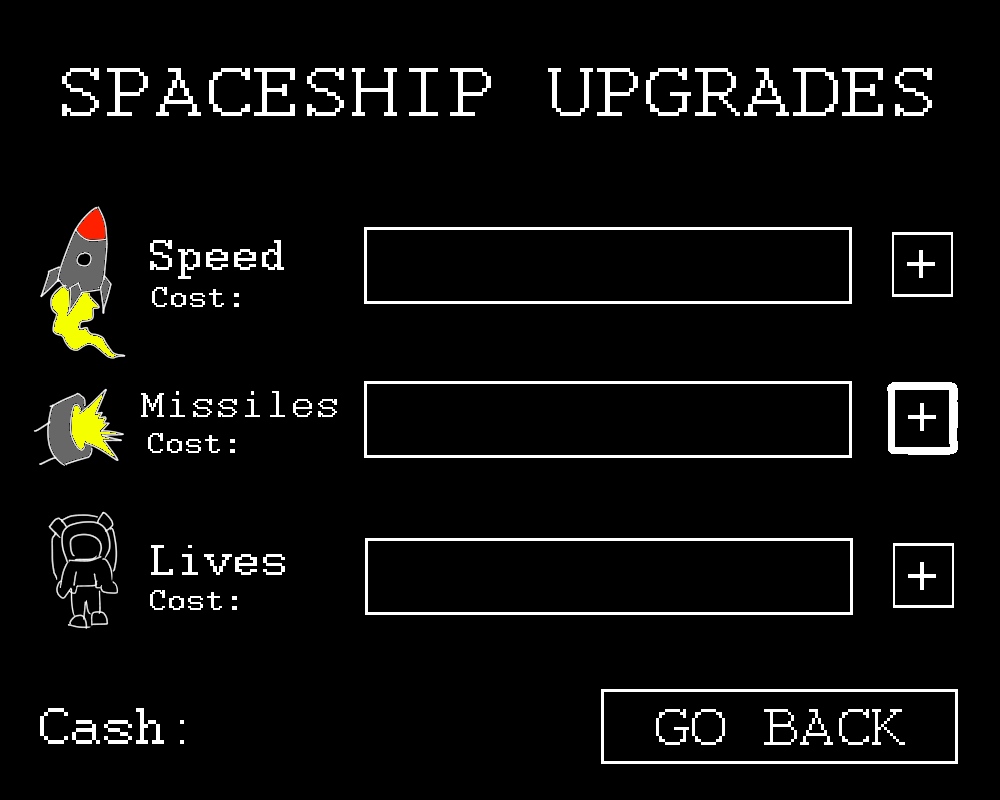 SPACESHIP UPGRADES
Speed
Cost:
+
Missiles
Cost:
+
Lives
Cost:
+
Cash:
GO BACK